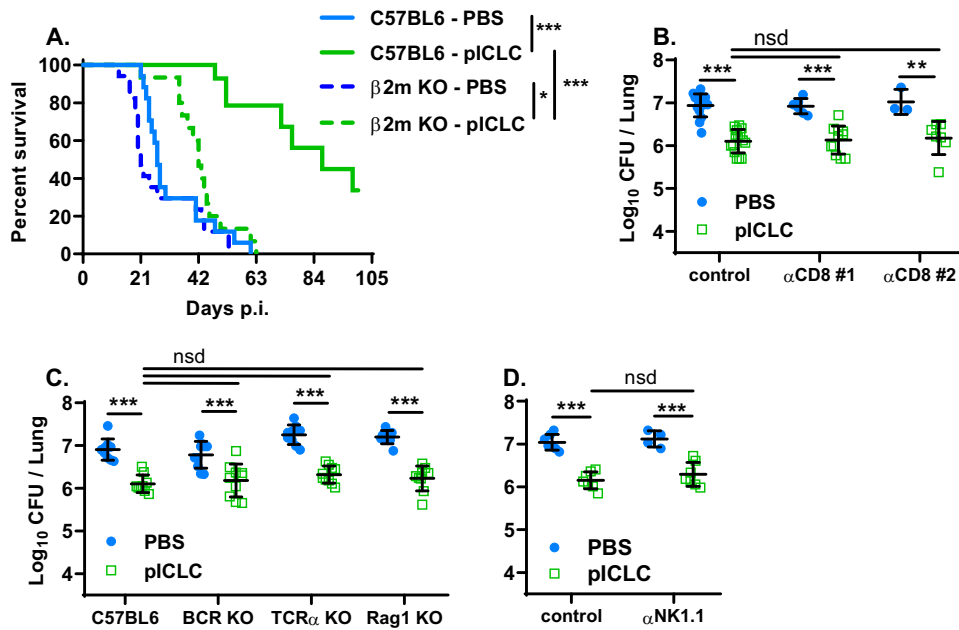 A.
C57BL6 - PBS
C57BL6 - pICLC
β2m KO - PBS
β2m KO - pICLC
***
***
*
Percent survival
100
80
60
40
20
0
0 21 42 63 84 105
Days p.i.
B.
nsd
*** *** **
Log10 CFU / Lung
8
7
6
5
4
PBS
pICLC
control αCD8 #1 αCD8 #2
C.
nsd
*** *** *** ***
Log10 CFU / Lung
8
7
6
5
4
PBS
pICLC
C57BL6 BCR KO TCRα KO Rag1 KO
D.
nsd
*** ***
8
7
6
5
4
PBS
pICLC
control αNK1.1